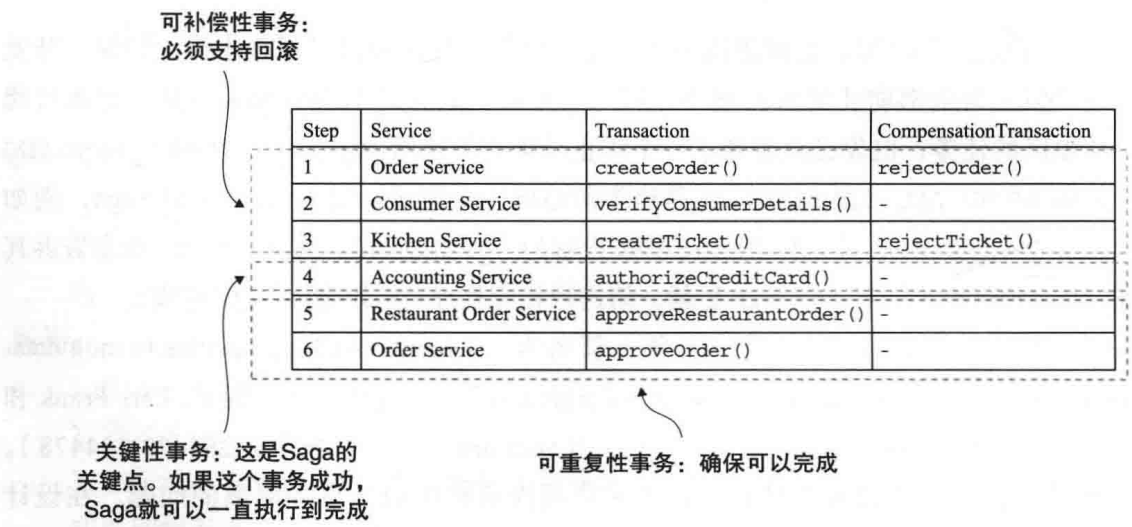 可补偿性事务：
必须支持回滚
Step Service Transaction CompensationTransaction
1 Order Service createOrder() rejectOrder()
2 Consumer Service verifyConsumerDetails() -
3 Kitchen Service createTicket() rejectTicket()
4 Accounting Service authorizeCreditCard() -
5 Restaurant Order Service approveRestaurantOrder() -
6 Order Service approveOrder() -
关键性事务：这是Saga的
关键点。如果这个事务成功，
Saga就可以一直执行到完成
可重复性事务：确保可以完成